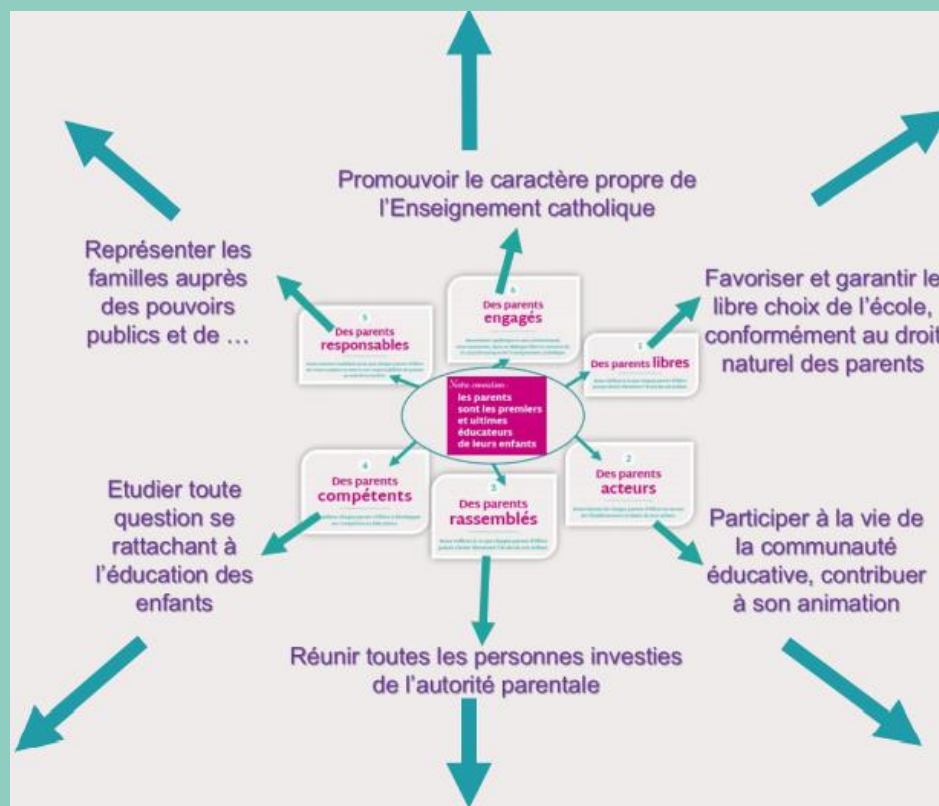 Promouvoir le caractère propre de
l'Enseignement catholique
Représenter les
familles auprès
des pouvoirs
publics et de ...
Favoriser et garantir le
libre choix de l'école,
conformément au droit
naturel des parents
6
Des parents
engagés
5
Des parents
responsables
1
Des parents libres
Notre conviction :
les parents
sont les premiers
et ultimes
éducateurs
de leurs enfants
4
Des parents
compétents
3
Des parents
rassemblés
2
Des parents
acteurs
Etudier toute
question se
rattachant à
l'éducation des
enfants
Participer à la vie de
la communauté
éducative, contribuer
à son animation
Réunir toutes les personnes investies
de l'autorité parentale